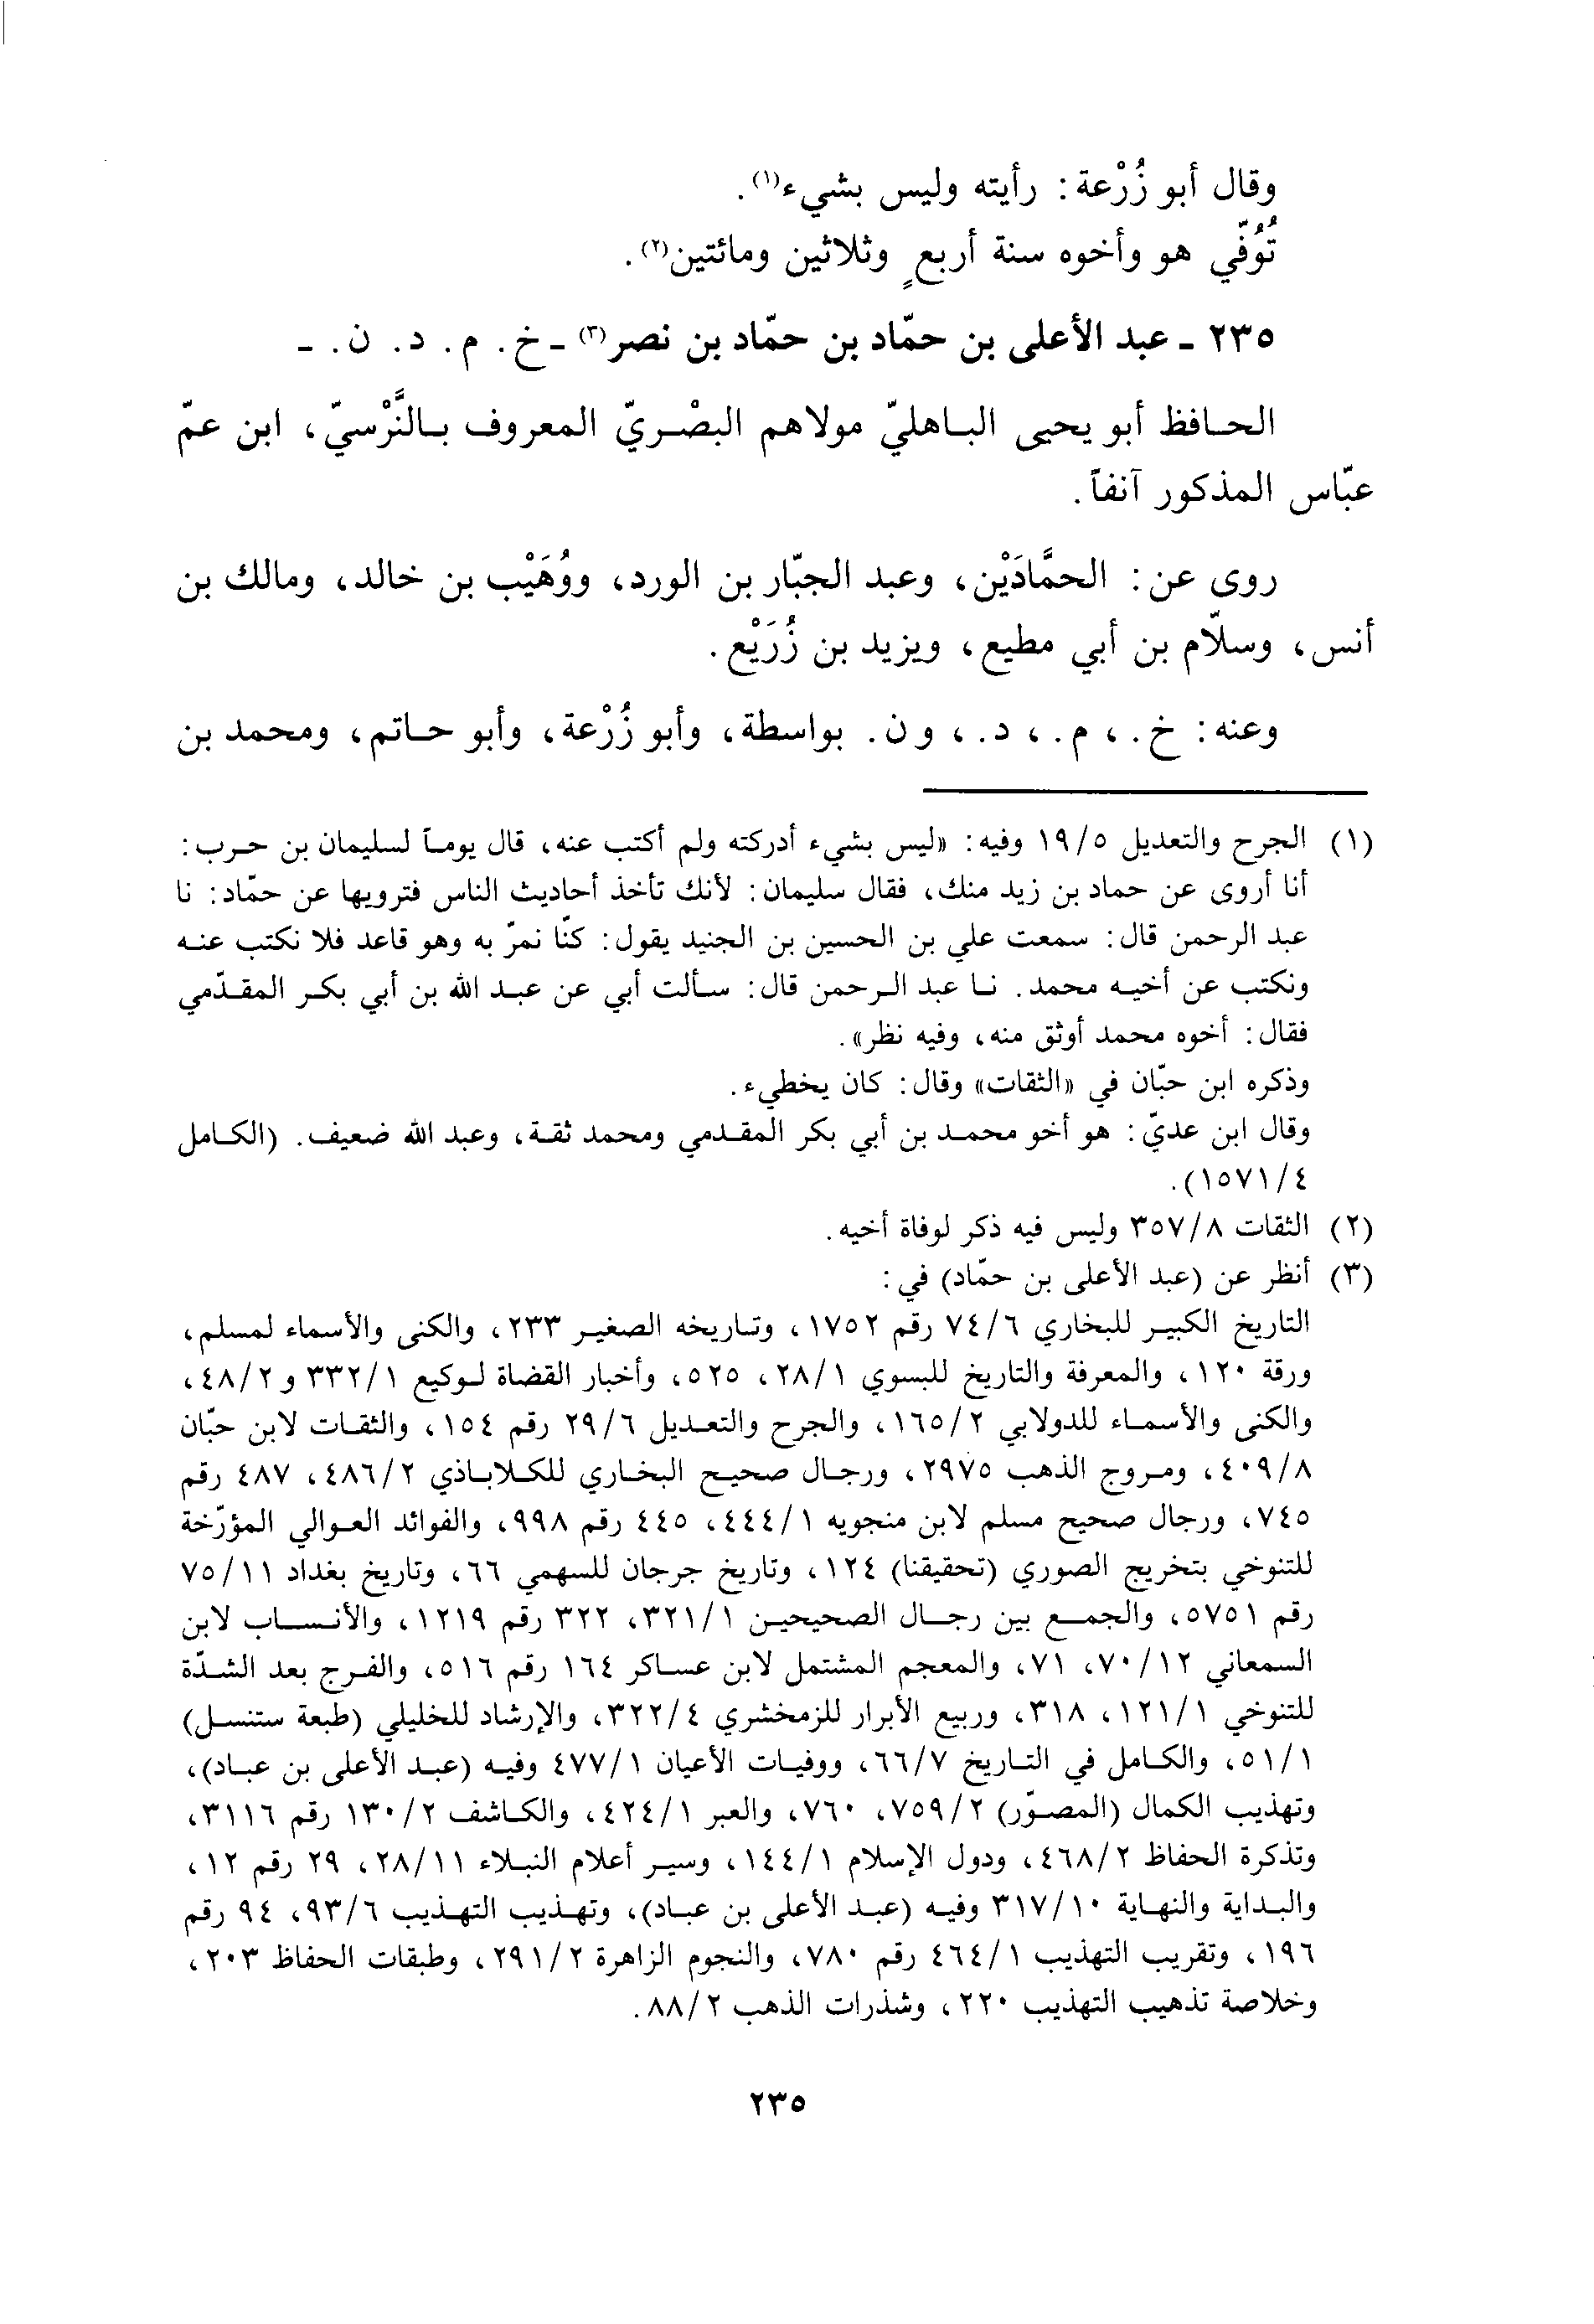 وقال أبو زُرْعة: رأيته وليس بشيء(١).
تُوُفّي هو وأخوه سنة أربعٍ وثلاثين ومائتين(٢).
٢٣٥ - عبد الأعلى بن حمّاد بن حمّاد بن نصر(٣) - خ. م. د. ن. -
الحافظ أبو يحيى الباهليّ مولاهم البصْريّ المعروف بالنَّرْسيّ، ابن عمّ
عبّاس المذكور آنفاً.
روى عن: الحمَّادَيْن، وعبد الجبّار بن الورد، ووُهَيْب بن خالد، ومالك بن
أنس، وسلّام بن أبي مطيع، ويزيد بن زُرَيْع.
وعنه: خ.، م.، د.، و ن. بواسطة، وأبو زُرْعة، وأبو حاتم، ومحمد بن
(١) الجرح والتعديل ١٩/٥ وفيه: «ليس بشيء أدركته ولم أكتب عنه، قال يوماً لسليمان بن حرب:
أنا أروى عن حماد بن زيد منك، فقال سليمان: لأنك تأخذ أحاديث الناس فترويها عن حمّاد: نا
عبد الرحمن قال: سمعت علي بن الحسين بن الجنيد يقول: كنّا نمرّ به وهو قاعد فلا نكتب عنه
ونكتب عن أخيه محمد. نا عبد الرحمن قال: سألت أبي عن عبد الله بن أبي بكر المقدّمي
فقال: أخوه محمد أوثق منه، وفيه نظر».
وذكره ابن حبّان في «الثقات» وقال: كان يخطيء.
وقال ابن عديّ: هو أخو محمد بن أبي بكر المقدمي ومحمد ثقة، وعبد الله ضعيف. (الكامل
١٥٧١/٤).
(٢) الثقات ٣٥٧/٨ وليس فيه ذكر لوفاة أخيه.
(٣) أنظر عن (عبد الأعلى بن حمّاد) في:
التاريخ الكبير للبخاري ٧٤/٦ رقم ١٧٥٢، وتاريخه الصغير ٢٣٣، والكنى والأسماء لمسلم،
ورقة ١٢٠، والمعرفة والتاريخ للبسوي ٢٨/١، ٥٢٥، وأخبار القضاة لوكيع ٣٣٢/١ و ٤٨/٢،
والكنى والأسماء للدولابي ١٦٥/٢، والجرح والتعديل ٢٩/٦ رقم ١٥٤، والثقات لابن حبّان
٤٠٩/٨، ومروج الذهب ٢٩٧٥، ورجال صحيح البخاري للكلاباذي ٤٨٦/٢، ٤٨٧ رقم
٧٤٥، ورجال صحيح مسلم لابن منجويه ٤٤٤/١، ٤٤٥ رقم ٩٩٨، والفوائد العوالي المؤرّخة
للتنوخي بتخريج الصوري (تحقيقنا) ١٢٤، وتاريخ جرجان للسهمي ٦٦، وتاريخ بغداد ٧٥/١١
رقم ٥٧٥١، والجمع بين رجال الصحيحين ٣٢١/١، ٣٢٢ رقم ١٢١٩، والأنساب لابن
السمعاني ٧٠/١٢، ٧١، والمعجم المشتمل لابن عساكر ١٦٤ رقم ٥١٦، والفرج بعد الشدّة
للتنوخي ١٢١/١، ٣١٨، وربيع الأبرار للزمخشري ٣٢٢/٤، والإرشاد للخليلي (طبعة ستنسل)
٥١/١، والكامل في التاريخ ٦٦/٧، ووفيات الأعيان ٤٧٧/١ وفيه (عبد الأعلى بن عباد)،
وتهذيب الكمال (المصوّر) ٧٥٩/٢، ٧٦٠، والعبر ٤٢٤/١، والكاشف ١٣٠/٢ رقم ٣١١٦،
وتذكرة الحفاظ ٤٦٨/٢، ودول الإسلام ١٤٤/١، وسير أعلام النبلاء ٢٨/١١، ٢٩ رقم ١٢،
والبداية والنهاية ٣١٧/١٠ وفيه (عبد الأعلى بن عباد)، وتهذيب التهذيب ٩٣/٦، ٩٤ رقم
١٩٦، وتقريب التهذيب ٤٦٤/١ رقم ٧٨٠، والنجوم الزاهرة ٢٩١/٢، وطبقات الحفاظ ٢٠٣،
وخلاصة تذهيب التهذيب ٢٢٠، وشذرات الذهب ٨٨/٢.
٢٣٥